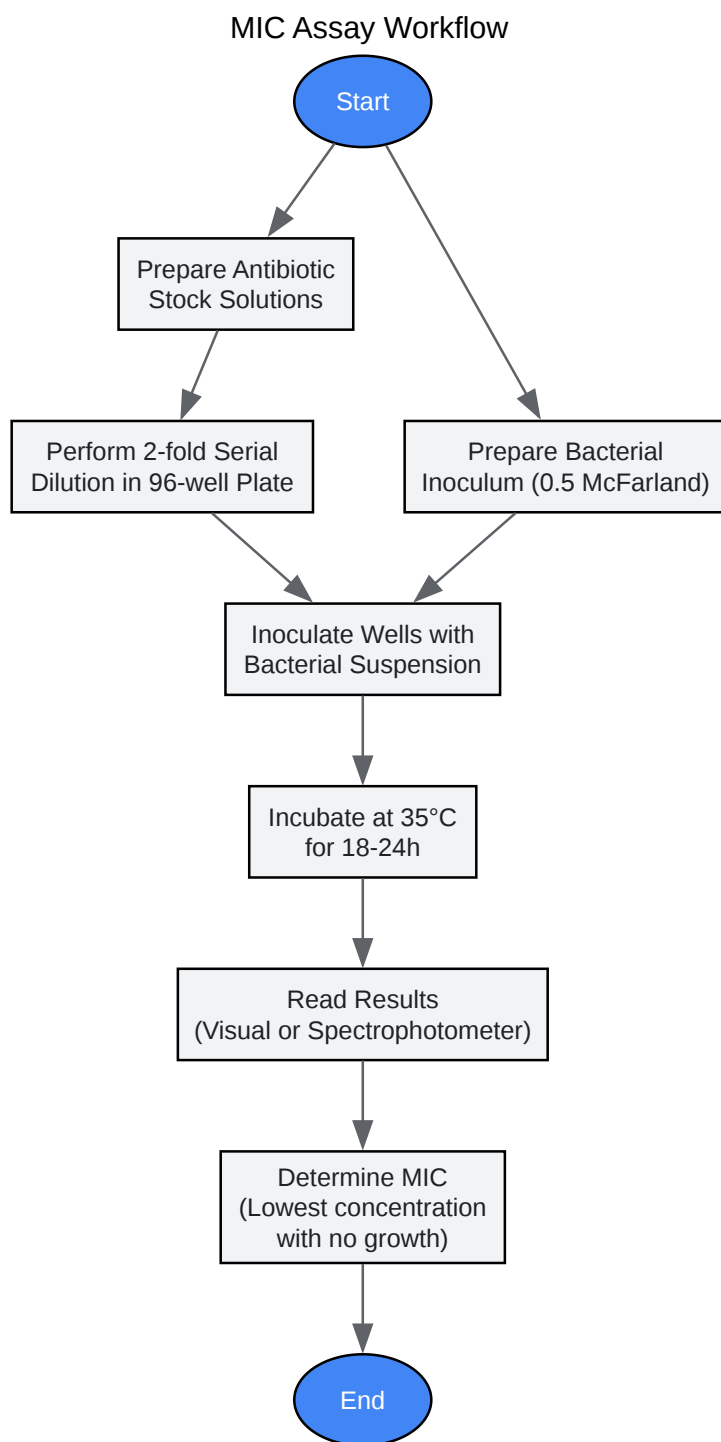 MIC Assay Workflow
Start
Prepare Antibiotic
Stock Solutions
Perform 2-fold Serial
Dilution in 96-well Plate
Prepare Bacterial
Inoculum (0.5 McFarland)
Inoculate Wells with
Bacterial Suspension
Incubate at 35°C
for 18-24h
Read Results
(Visual or Spectrophotometer)
Determine MIC
(Lowest concentration
with no growth)
End